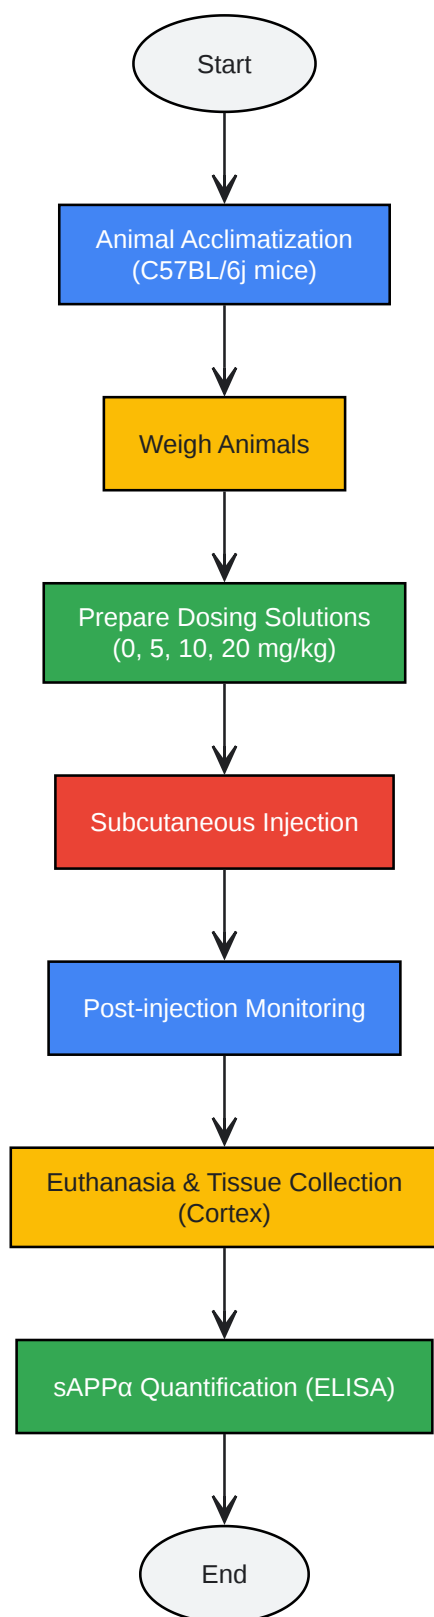 Start
Animal Acclimatization
(C57BL/6j mice)
Weigh Animals
Prepare Dosing Solutions
(0, 5, 10, 20 mg/kg)
Subcutaneous Injection
Post-injection Monitoring
Euthanasia & Tissue Collection
(Cortex)
sAPPα Quantification (ELISA)
End